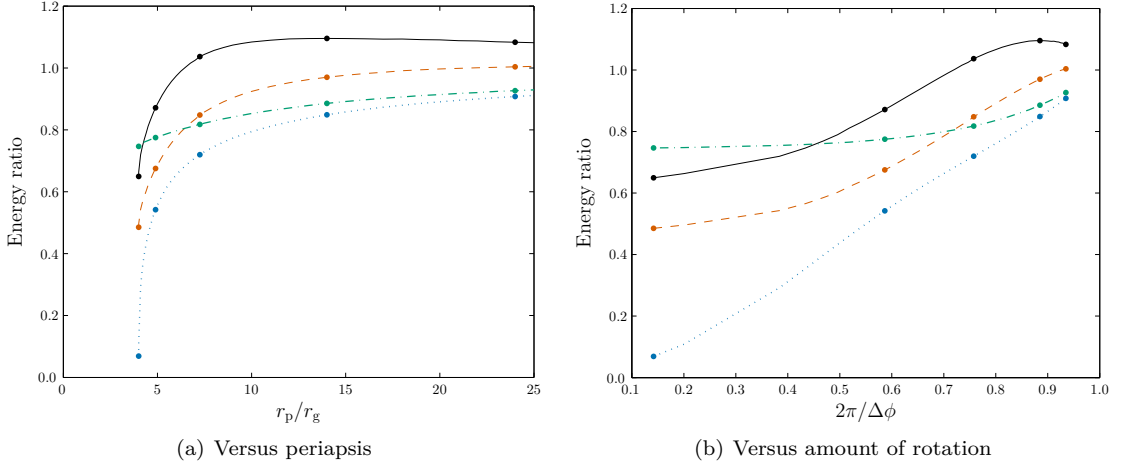 1.2
1.0
0.8
0.6
0.4
0.2
0.0
Energy ratio
0 5 10 15 20 25
r_p/r_g
(a) Versus periapsis
1.2
1.0
0.8
0.6
0.4
0.2
0.0
Energy ratio
0.1 0.2 0.3 0.4 0.5 0.6 0.7 0.8 0.9 1.0
2π/Δϕ
(b) Versus amount of rotation